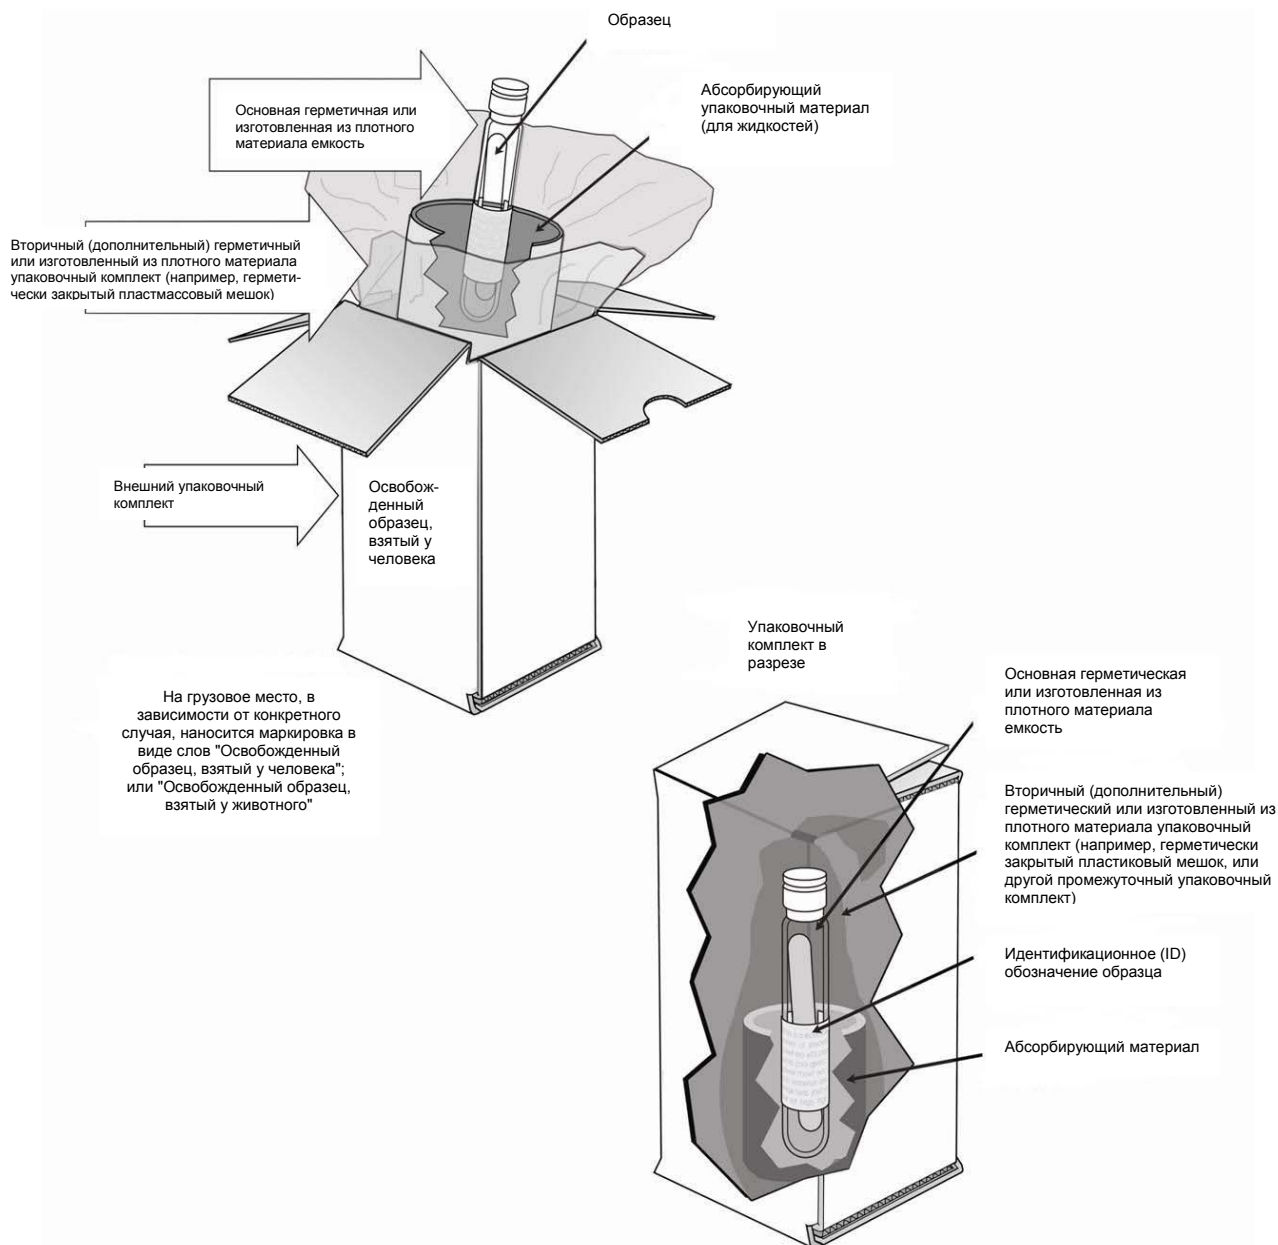 Образец
Основная герметичная или
изготовленная из плотного
материала емкость
Абсорбирующий
упаковочный материал
(для жидкостей)
Вторичный (дополнительный) герметичный
или изготовленный из плотного материала
упаковочный комплект (например, гермети-
чески закрытый пластмассовый мешок)
Внешний упаковочный
комплект
Освобож-
денный
образец,
взятый у
человека
Упаковочный
комплект в
разрезе
На грузовое место, в
зависимости от конкретного
случая, наносится маркировка в
виде слов "Освобожденный
образец, взятый у человека";
или "Освобожденный образец,
взятый у животного"
Основная герметическая
или изготовленная из
плотного материала
емкость
Вторичный (дополнительный)
герметический или изготовленный из
плотного материала упаковочный
комплект (например, герметически
закрытый пластиковый мешок, или
другой промежуточный упаковочный
комплект)
Идентификационное (ID)
обозначение образца
Абсорбирующий материал